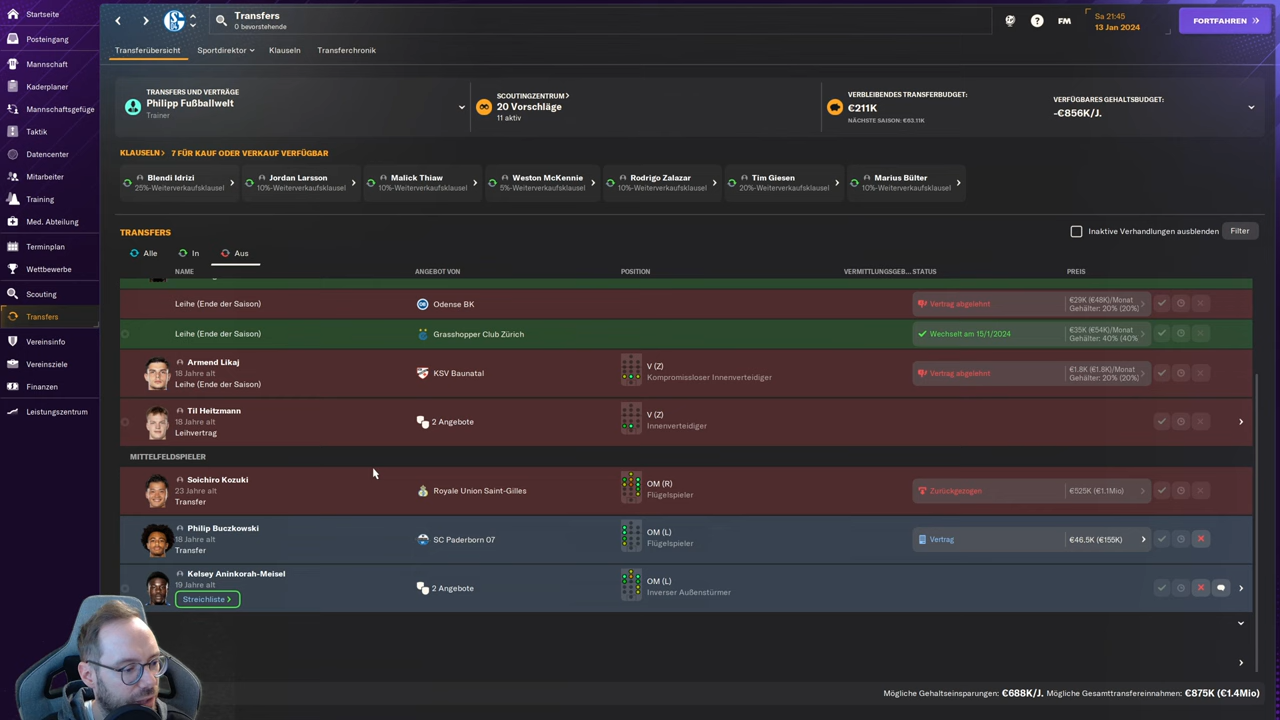 Startseite
Posteingang
Mannschaft
Kaderplaner
Mannschaftsgefüge
Taktik
Datencenter
Mitarbeiter
Training
Med. Abteilung
Terminplan
Wettbewerbe
Scouting
Transfers
Vereinsinfo
Vereinsziele
Finanzen
Leistungszentrum
Transfers
0 bevorstehende
FM
Sa 21:45
13 Jan 2024
FORTFAHREN
Transferübersicht Sportdirektor Klauseln Transferchronik
TRANSFERS UND VERTRÄGE
Philipp Fußballwelt
Trainer
SCOUTINGZENTRUM >
20 Vorschläge
11 aktiv
VERBLEIBENDES TRANSFERBUDGET:
€211K
NÄCHSTE SAISON: €63.11K
VERFÜGBARES GEHALTSBUDGET:
-€856K/J.
KLAUSELN > 7 FÜR KAUF ODER VERKAUF VERFÜGBAR
Blendi Idrizi
25%-Weiterverkaufsklausel
Jordan Larsson
10%-Weiterverkaufsklausel
Malick Thiaw
10%-Weiterverkaufsklausel
Weston McKennie
5%-Weiterverkaufsklausel
Rodrigo Zalazar
10%-Weiterverkaufsklausel
Tim Giesen
20%-Weiterverkaufsklausel
Marius Bülter
10%-Weiterverkaufsklausel
TRANSFERS
Inaktive Verhandlungen ausblenden Filter
Alle In Aus
NAME ANGEBOT VON POSITION VERMITTLUNGSGEB... STATUS PREIS
Leihe (Ende der Saison) Odense BK Vertrag abgelehnt €29K (€48K)/Monat
Gehälter: 20% (20%)
Leihe (Ende der Saison) Grasshopper Club Zürich Wechselt am 15/1/2024 €35K (€54K)/Monat
Gehälter: 40% (40%
Armend Likaj
18 Jahre alt
Leihe (Ende der Saison)
KSV Baunatal
V (Z)
Kompromissloser Innenverteidiger
Vertrag abgelehnt
€1.8K (€1.8K)/Monat
Gehälter: 20% (20%)
Til Heitzmann
18 Jahre alt
Leihvertrag
2 Angebote
V (Z)
Innenverteidiger
MITTELFELDSPIELER
Soichiro Kozuki
23 Jahre alt
Transfer
Royale Union Saint-Gilles
OM (R)
Flügelspieler
Zurückgezogen
€525K (€1.1Mio)
Philip Buczkowski
18 Jahre alt
Transfer
SC Paderborn 07
OM (L)
Flügelspieler
Vertrag
€46.5K (€155K)
Kelsey Aninkorah-Meisel
19 Jahre alt
Streichliste >
2 Angebote
OM (L)
Inverser Außenstürmer
Mögliche Gehaltseinsparungen: €688K/J. Mögliche Gesamttransfereinnahmen: €875K (€1.4Mio)